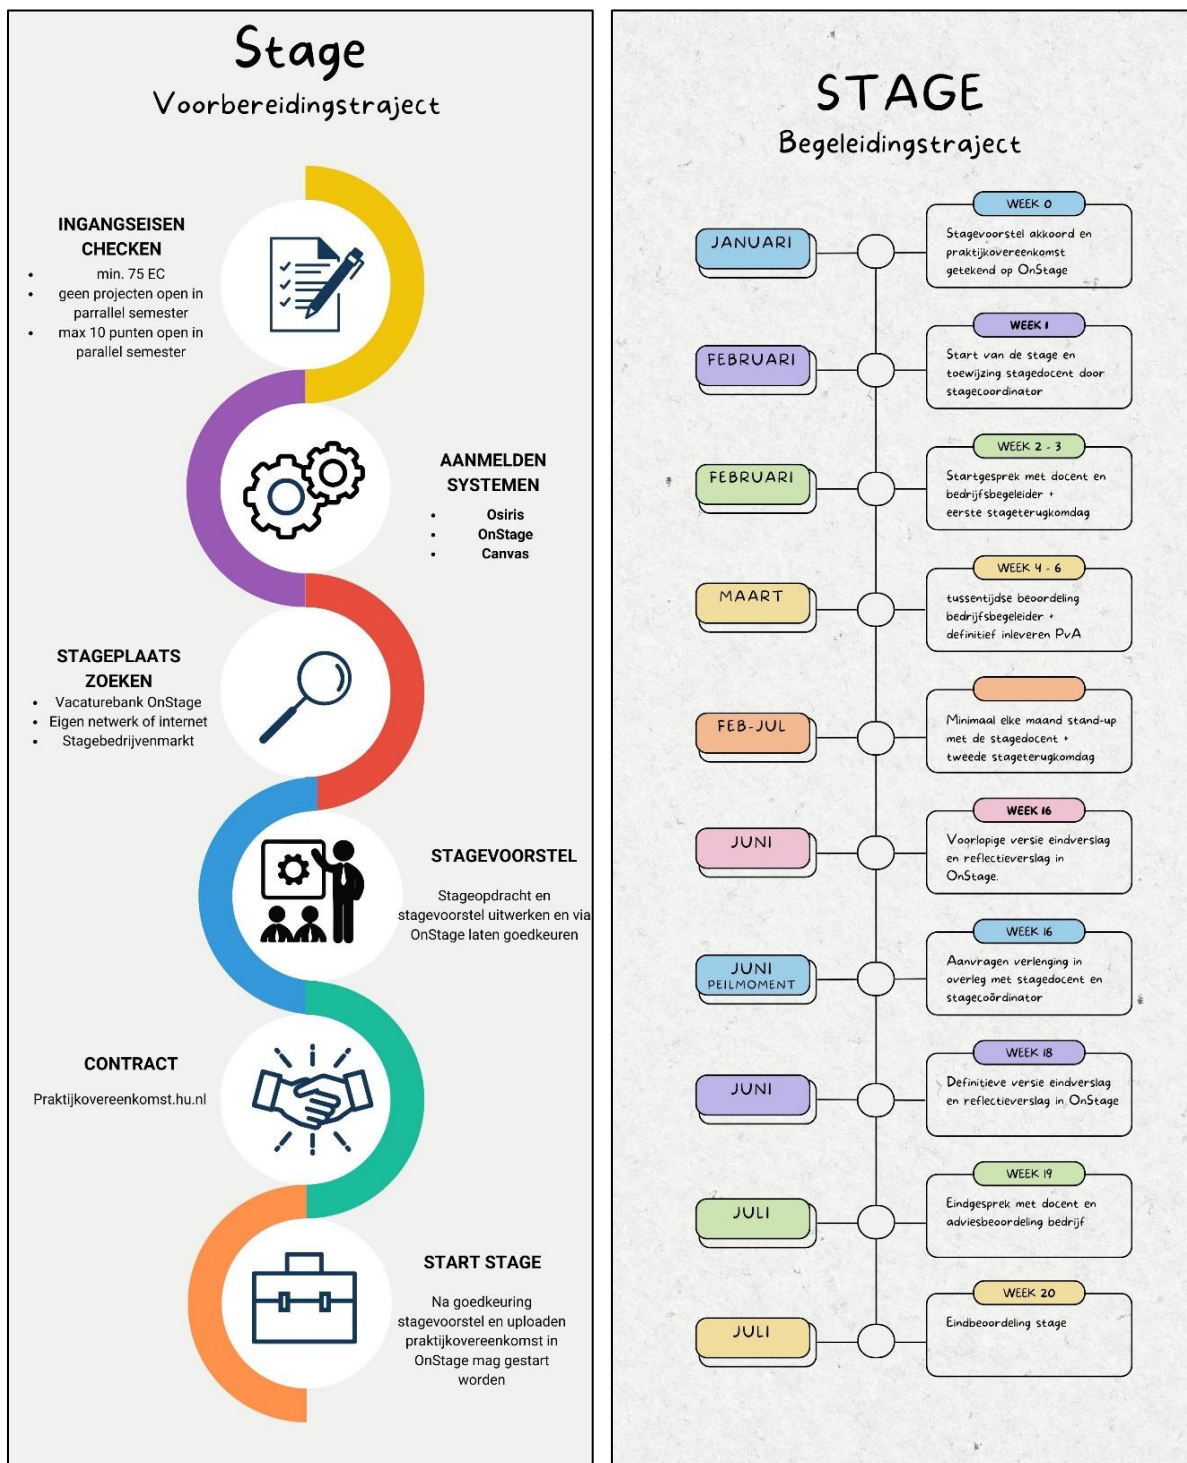 Stage
Voorbereidingstraject
INGANGSEISEN
CHECKEN
• min. 75 EC
• geen projecten open in
parrallel semester
• max 10 punten open in
parallel semester
AANMELDEN
SYSTEMEN
• Osiris
• OnStage
• Canvas
STAGEPLAATS
ZOEKEN
• Vacaturebank OnStage
• Eigen netwerk of internet
• Stagebedrijvenmarkt
STAGEVOORSTEL
Stageopdracht en
stagevoorstel uitwerken en via
OnStage laten goedkeuren
CONTRACT
Praktijkovereenkomst.hu.nl
START STAGE
Na goedkeuring
stagevoorstel en uploaden
praktijkovereenkomst in
OnStage mag gestart
worden
STAGE
Begeleidingstraject
JANUARI
WEEK 0
Stagevoorstel akkoord en
praktijkovereenkomst
getekend op OnStage
FEBRUARI
WEEK 1
Start van de stage en
toewijzing stagedocent door
stagecoordinator
FEBRUARI
WEEK 2 - 3
Startgesprek met docent en
bedrijfsbegeleider +
eerste stageterugkomdag
MAART
WEEK 4 - 6
tussentijdse beoordeling
bedrijfsbegeleider +
definitief inleveren PvA
FEB-JUL
Minimaal elke maand stand-up
met de stagedocent +
tweede stageterugkomdag
JUNI
WEEK 16
Voorlopige versie eindverslag
en reflectieverslag in
OnStage.
JUNI
PEILMOMENT
WEEK 16
Aanvragen verlenging in
overleg met stagedocent en
stagecoördinator
JUNI
WEEK 18
Definitieve versie eindverslag
en reflectieverslag in OnStage
JULI
WEEK 19
Eindgesprek met docent en
adviesbeoordeling bedrijf
JULI
WEEK 20
Eindbeoordeling stage